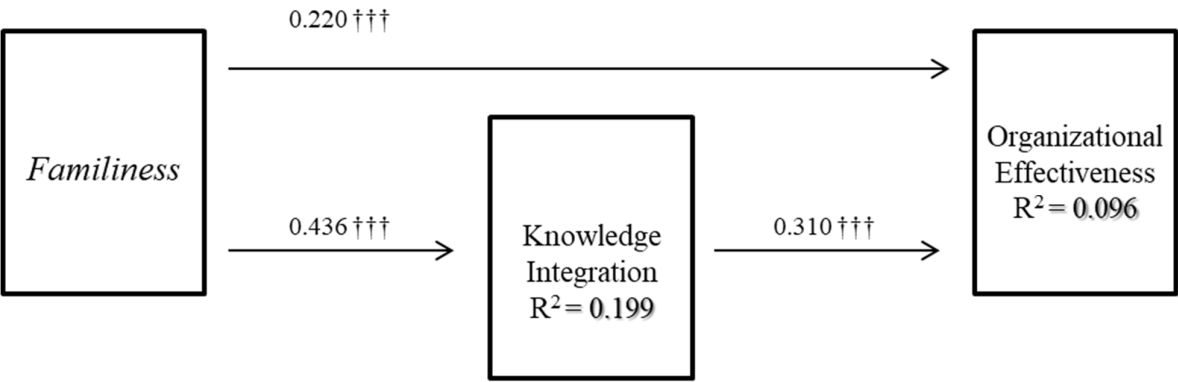 0.220 †††
Familiness
0.436 †††
Knowledge
Integration
R² = 0.199
0.310 †††
Organizational
Effectiveness
R² = 0.096